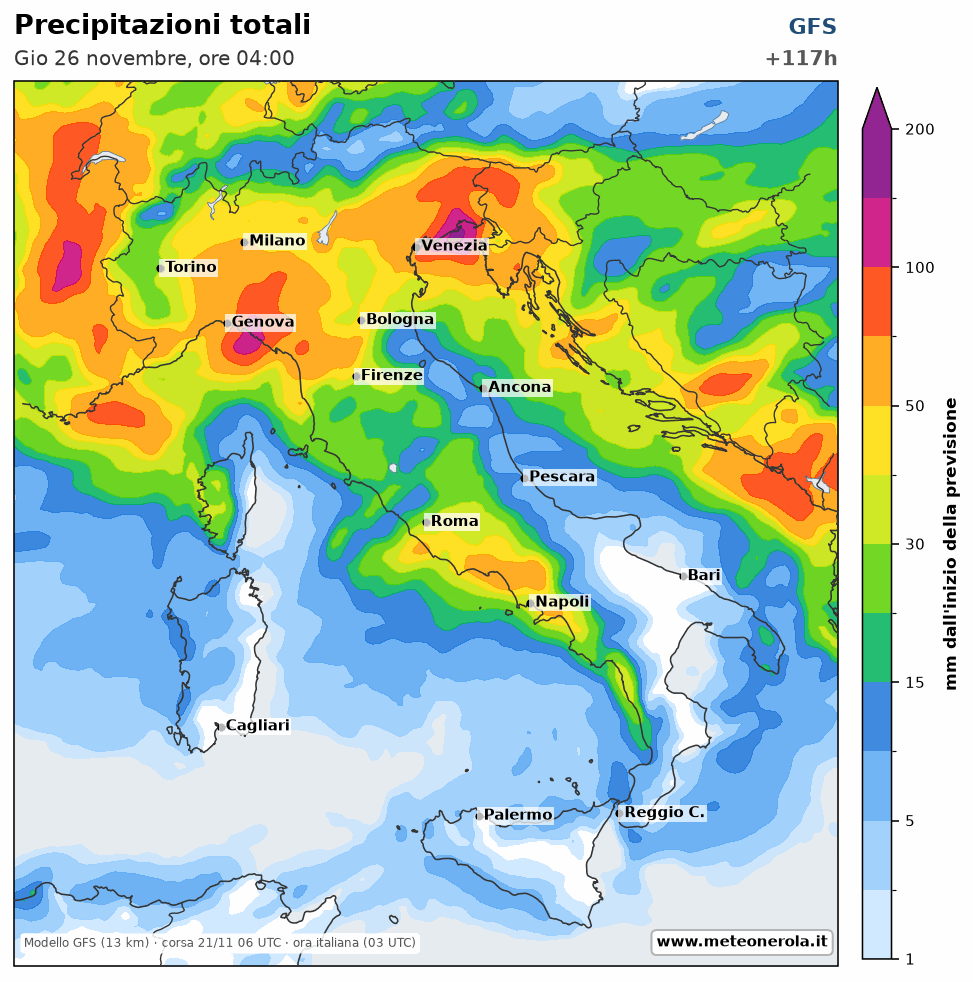 Precipitazioni totali
GFS
Gio 26 novembre, ore 04:00
+117h
200
Milano
Venezia
Torino
100
Genova
Bologna
Firenze
Ancona
50
Pescara
Roma
30
Bari
Napoli
15
Cagliari
Palermo
Reggio C.
5
mm dall'inizio della previsione
Modello GFS (13 km) · corsa 21/11 06 UTC · ora italiana (03 UTC)
www.meteonerola.it
1